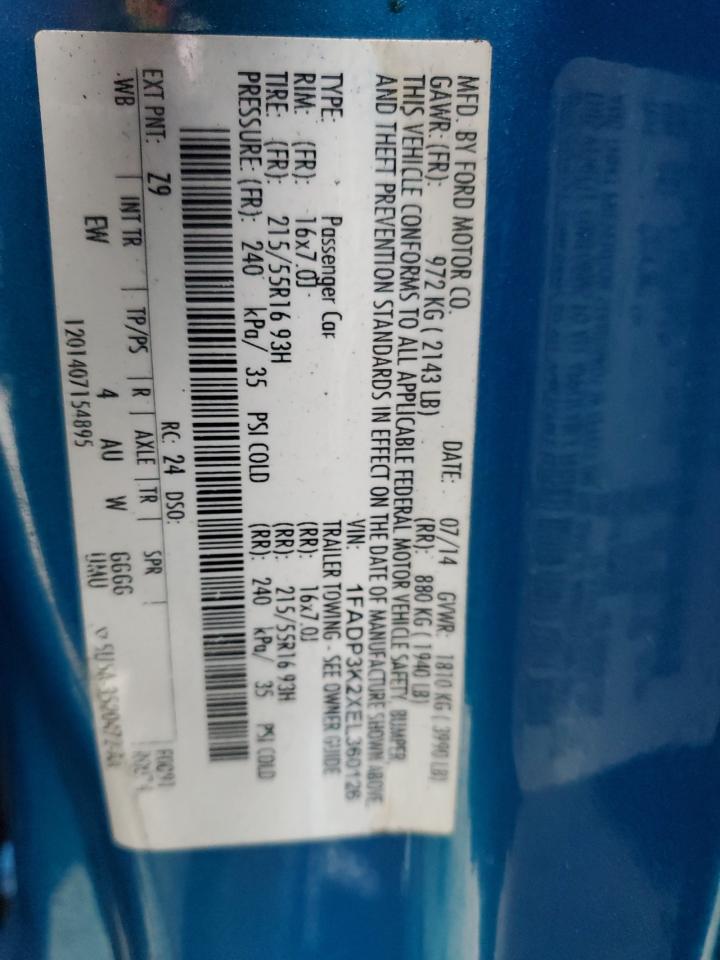 MFD. BY FORD MOTOR CO. DATE: 07/14 GVWR: 1810 KG ( 3990 LB)
GAWR: (FR): 972 KG ( 2143 LB) (RR): 880 KG ( 1940 LB)
THIS VEHICLE CONFORMS TO ALL APPLICABLE FEDERAL MOTOR VEHICLE SAFETY, BUMPER,
AND THEFT PREVENTION STANDARDS IN EFFECT ON THE DATE OF MANUFACTURE SHOWN ABOVE.
VIN: 1FADP3K2XEL360126
TYPE: Passenger Car TRAILER TOWING - SEE OWNER GUIDE
RIM: (FR): 16x7.0J (RR): 16x7.0J
TIRE: (FR): 215/55R16 93H (RR): 215/55R16 93H
PRESSURE: (FR): 240 kPa/ 35 PSI COLD (RR): 240 kPa/ 35 PSI COLD
EXT PNT: Z9 RC: 24 DSO:
WB INT TR TP/PS R AXLE TR SPR
EW 4 AU W GGGG
UMU
1201407154895